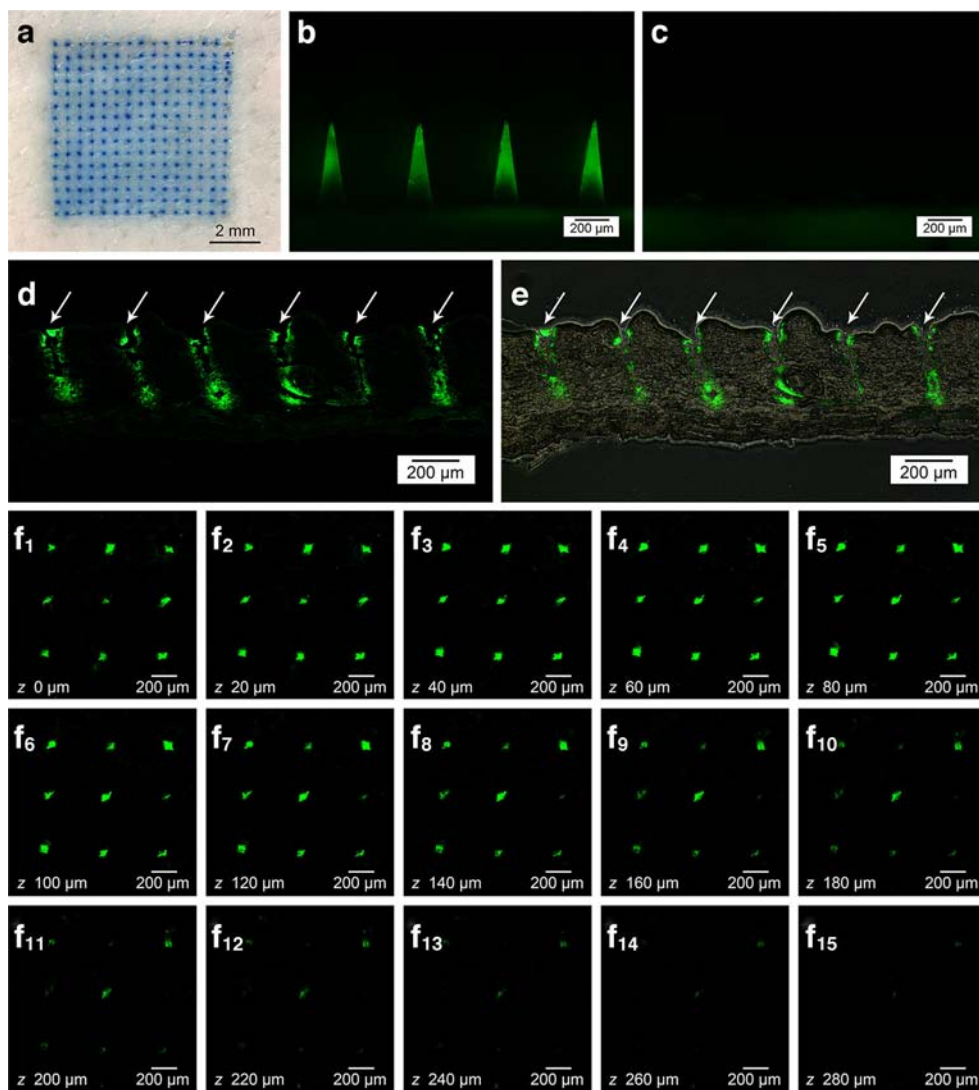 a
2 mm
b
200 µm
c
200 µm
d
200 µm
e
200 µm
f1
z 0 µm
200 µm
f2
z 20 µm
200 µm
f3
z 40 µm
200 µm
f4
z 60 µm
200 µm
f5
z 80 µm
200 µm
f6
z 100 µm
200 µm
f7
z 120 µm
200 µm
f8
z 140 µm
200 µm
f9
z 160 µm
200 µm
f10
z 180 µm
200 µm
f11
z 200 µm
200 µm
f12
z 220 µm
200 µm
f13
z 240 µm
200 µm
f14
z 260 µm
200 µm
f15
z 280 µm
200 µm